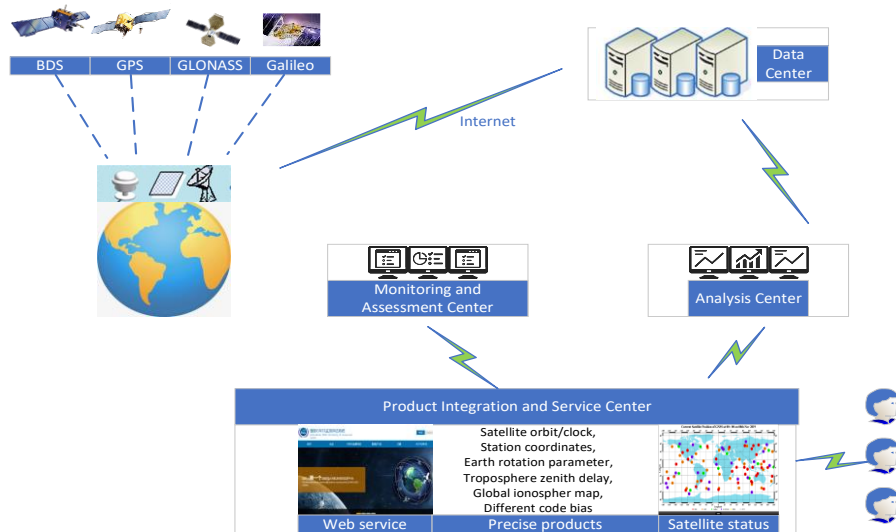 BDS
GPS
GLONASS
Galileo
Data
Center
Internet
Monitoring and
Assessment Center
Analysis Center
Product Integration and Service Center
Satellite orbit/clock,
Station coordinates,
Earth rotation parameter,
Troposphere zenith delay,
Global ionospher map,
Different code bias
Web service
Precise products
Satellite status